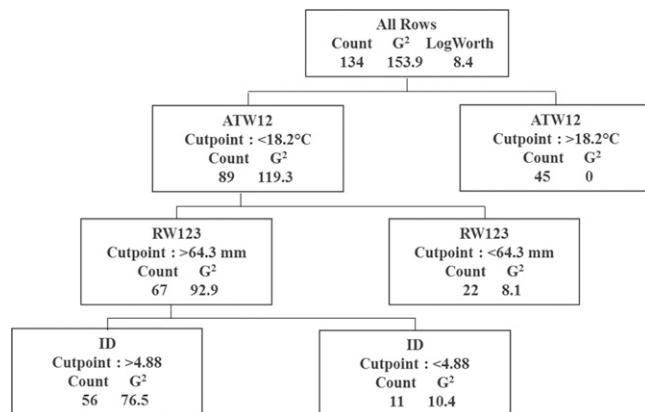 All Rows
Count G² LogWorth
134 153.9 8.4
ATW12
Cutpoint : <18.2°C
Count G²
89 119.3
ATW12
Cutpoint : >18.2°C
Count G²
45 0
RW123
Cutpoint : >64.3 mm
Count G²
67 92.9
RW123
Cutpoint : <64.3 mm
Count G²
22 8.1
ID
Cutpoint : >4.88
Count G²
56 76.5
ID
Cutpoint : <4.88
Count G²
11 10.4